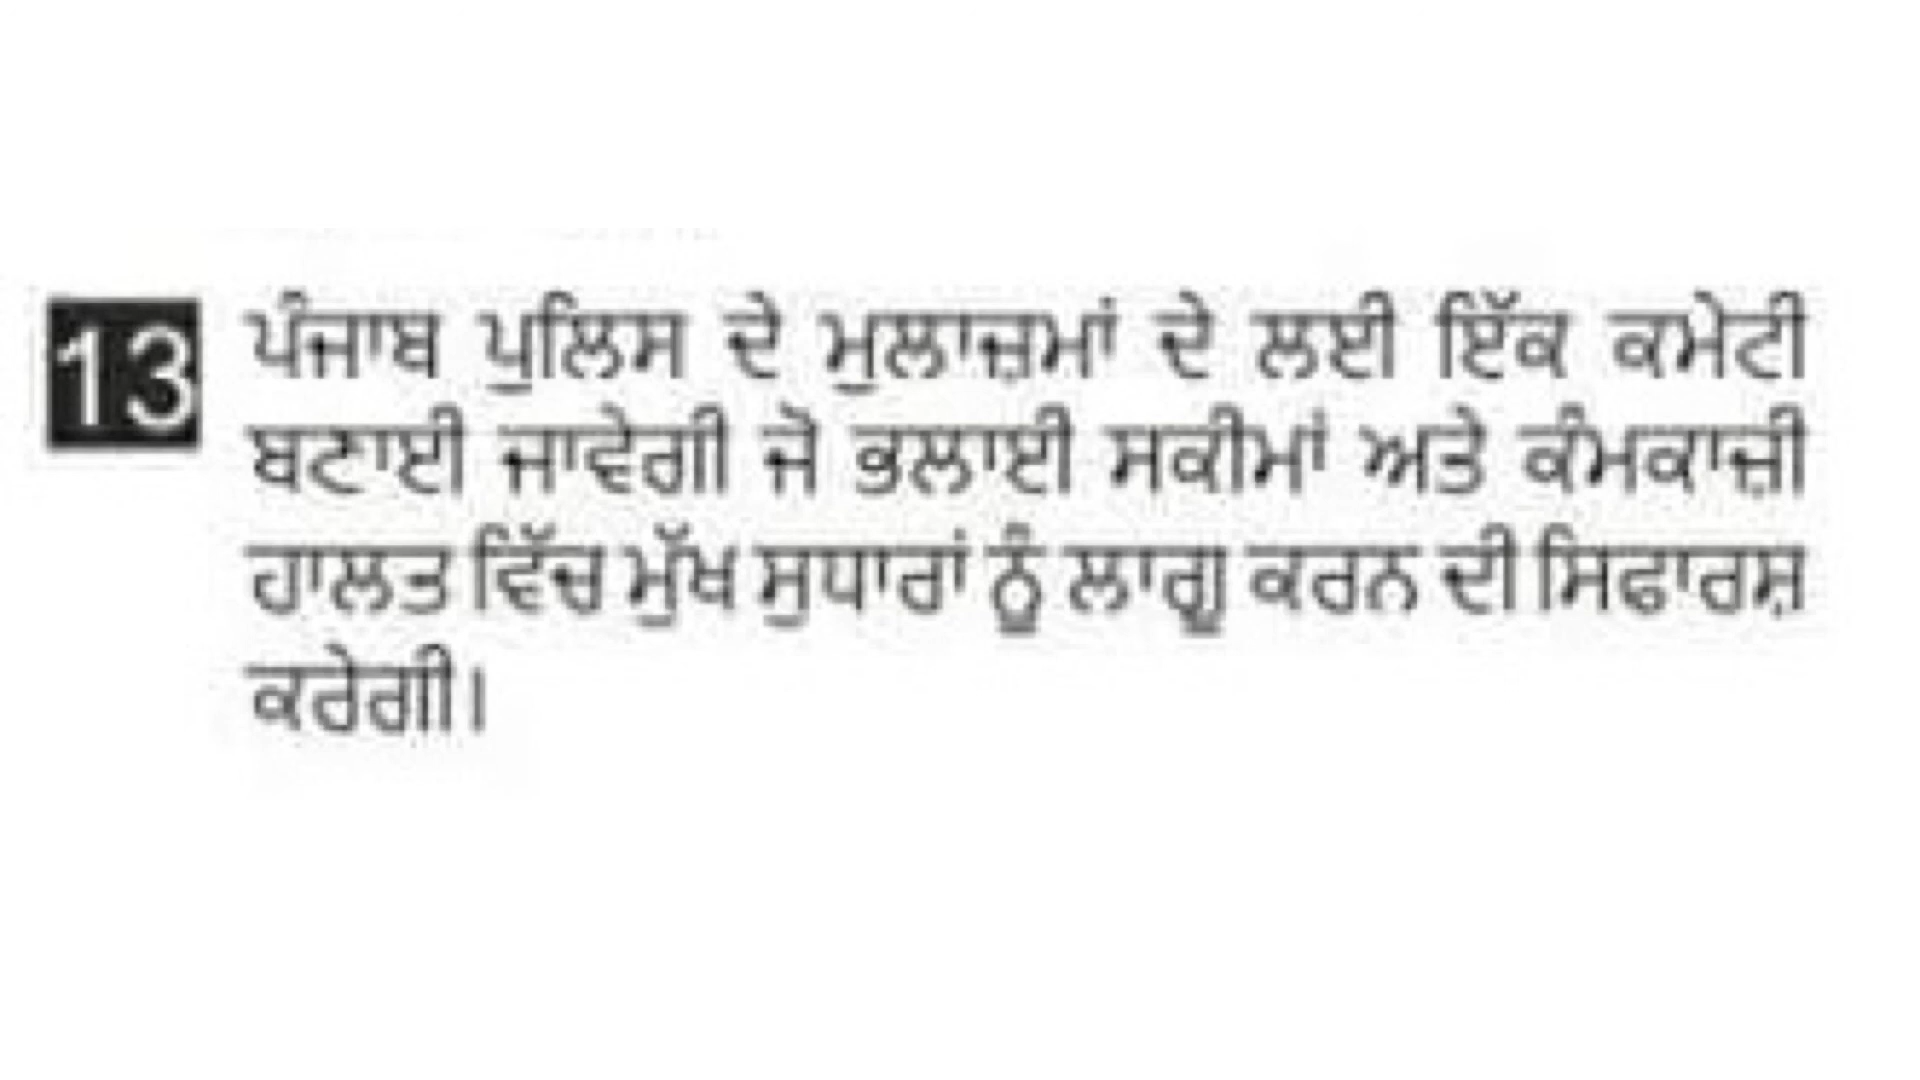 13 ਪੰਜਾਬ ਪੁਲਿਸ ਦੇ ਮੁਲਾਜ਼ਮਾਂ ਦੇ ਲਈ ਇੱਕ ਕਮੇਟੀ
ਬਣਾਈ ਜਾਵੇਗੀ ਜੋ ਭਲਾਈ ਸਕੀਮਾਂ ਅਤੇ ਕੰਮਕਾਜ਼ੀ
ਹਾਲਤ ਵਿੱਚ ਮੁੱਖ ਸੁਧਾਰਾਂ ਨੂੰ ਲਾਗੂ ਕਰਨ ਦੀ ਸਿਫਾਰਸ਼
ਕਰੇਗੀ।